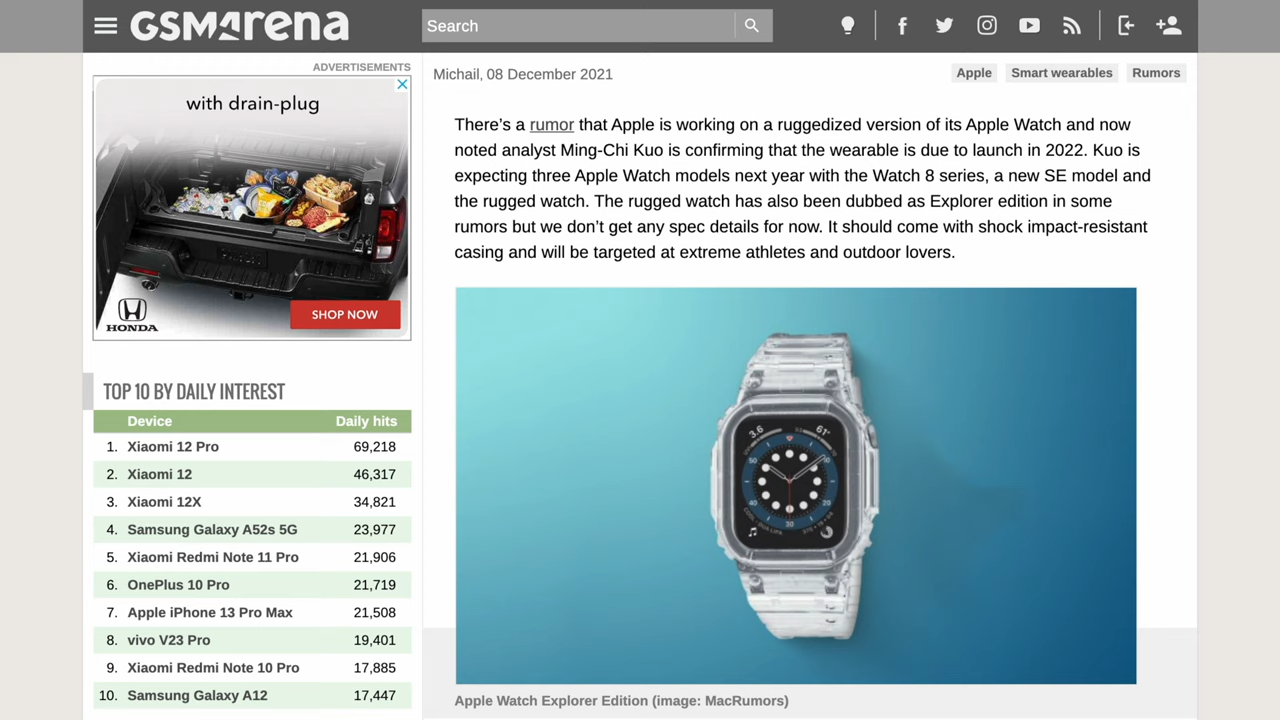 GSMArena
Search
ADVERTISEMENTS
with drain-plug
HONDA
SHOP NOW
TOP 10 BY DAILY INTEREST
Device Daily hits
1. Xiaomi 12 Pro 69,218
2. Xiaomi 12 46,317
3. Xiaomi 12X 34,821
4. Samsung Galaxy A52s 5G 23,977
5. Xiaomi Redmi Note 11 Pro 21,906
6. OnePlus 10 Pro 21,719
7. Apple iPhone 13 Pro Max 21,508
8. vivo V23 Pro 19,401
9. Xiaomi Redmi Note 10 Pro 17,885
10. Samsung Galaxy A12 17,447
Michail, 08 December 2021
Apple Smart wearables Rumors
There’s a rumor that Apple is working on a ruggedized version of its Apple Watch and now
noted analyst Ming-Chi Kuo is confirming that the wearable is due to launch in 2022. Kuo is
expecting three Apple Watch models next year with the Watch 8 series, a new SE model and
the rugged watch. The rugged watch has also been dubbed as Explorer edition in some
rumors but we don’t get any spec details for now. It should come with shock impact-resistant
casing and will be targeted at extreme athletes and outdoor lovers.
3.6 61°
50
40 20
30
Apple Watch Explorer Edition (image: MacRumors)